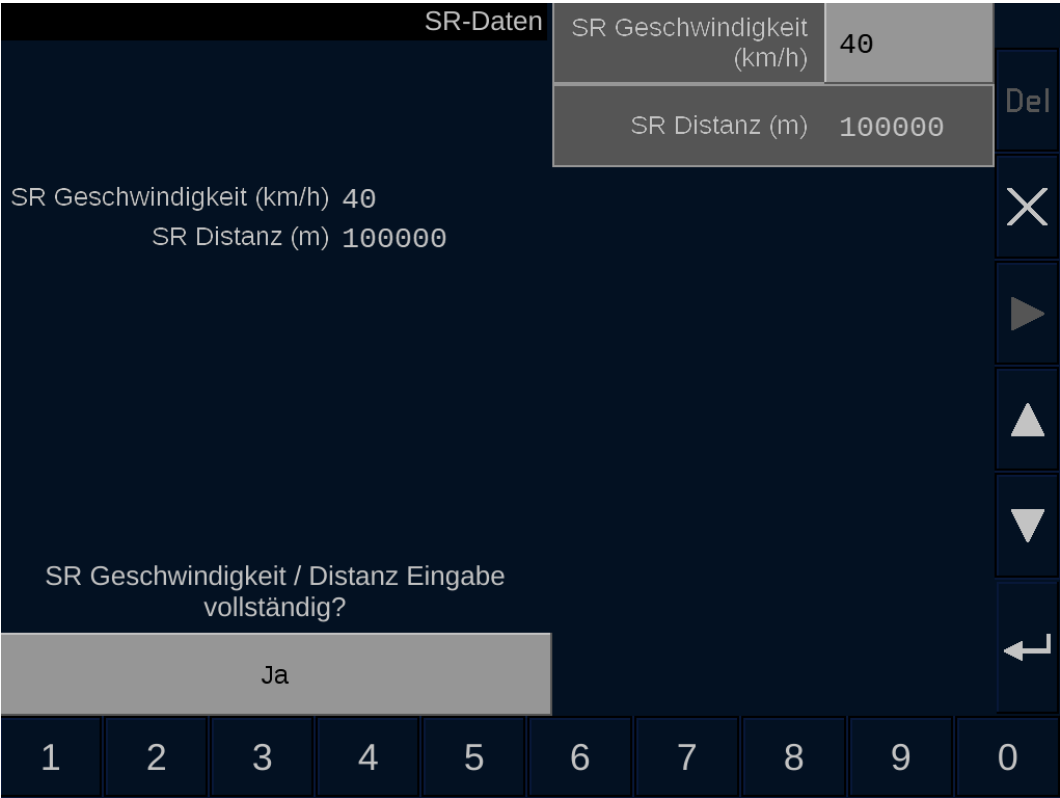 SR-Daten
SR Geschwindigkeit
(km/h) 40
SR Distanz (m) 100000
Del
SR Geschwindigkeit (km/h) 40
SR Distanz (m) 100000
SR Geschwindigkeit / Distanz Eingabe
vollständig?
Ja
1 2 3 4 5 6 7 8 9 0